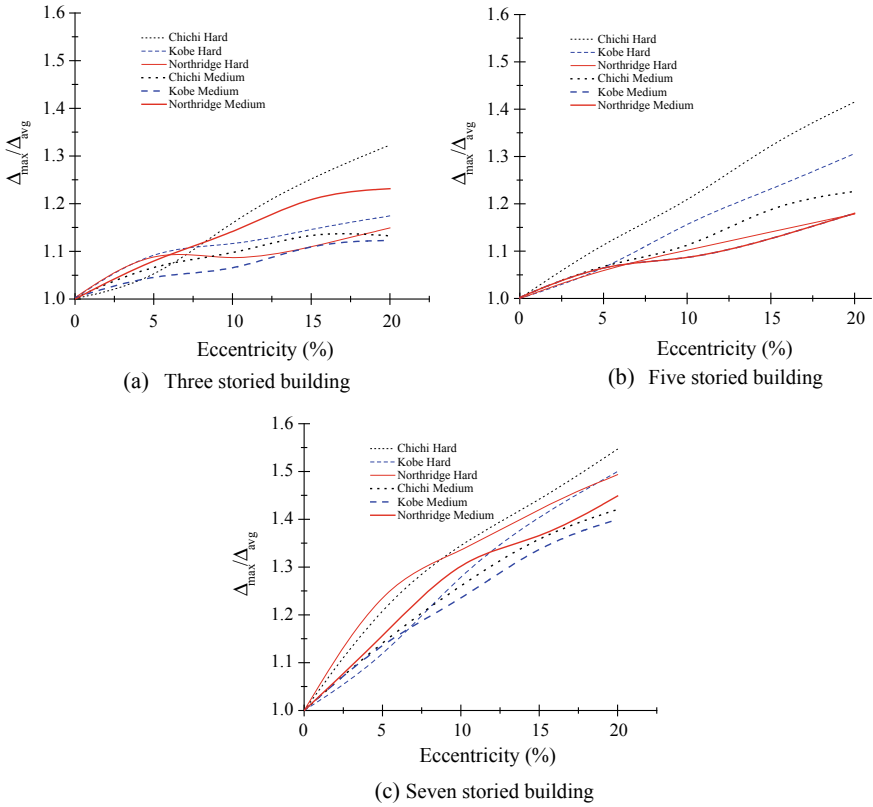 1.6
1.5
1.4
1.3
1.2
1.1
1.0
Δmax/Δavg
Chichi Hard
Kobe Hard
Northridge Hard
Chichi Medium
Kobe Medium
Northridge Medium
0 5 10 15 20
Eccentricity (%)
(a) Three storied building
1.6
1.5
1.4
1.3
1.2
1.1
1.0
Δmax/Δavg
Chichi Hard
Kobe Hard
Northridge Hard
Chichi Medium
Kobe Medium
Northridge Medium
0 5 10 15 20
Eccentricity (%)
(b) Five storied building
1.6
1.5
1.4
1.3
1.2
1.1
1.0
Δmax/Δavg
Chichi Hard
Kobe Hard
Northridge Hard
Chichi Medium
Kobe Medium
Northridge Medium
0 5 10 15 20
Eccentricity (%)
(c) Seven storied building